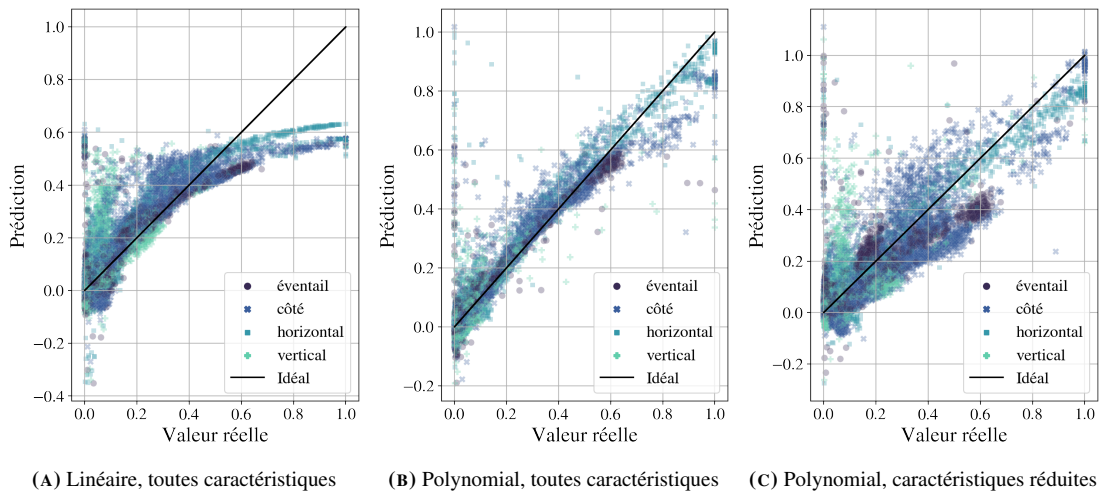 1.0
0.8
0.6
0.4
0.2
0.0
−0.2
−0.4
Prédiction
0.0 0.2 0.4 0.6 0.8 1.0
Valeur réelle
éventail
côté
horizontal
vertical
Idéal
(A) Linéaire, toutes caractéristiques
1.0
0.8
0.6
0.4
0.2
0.0
−0.2
Prédiction
0.0 0.2 0.4 0.6 0.8 1.0
Valeur réelle
éventail
côté
horizontal
vertical
Idéal
(B) Polynomial, toutes caractéristiques
1.0
0.8
0.6
0.4
0.2
0.0
−0.2
Prédiction
0.0 0.2 0.4 0.6 0.8 1.0
Valeur réelle
éventail
côté
horizontal
vertical
Idéal
(C) Polynomial, caractéristiques réduites